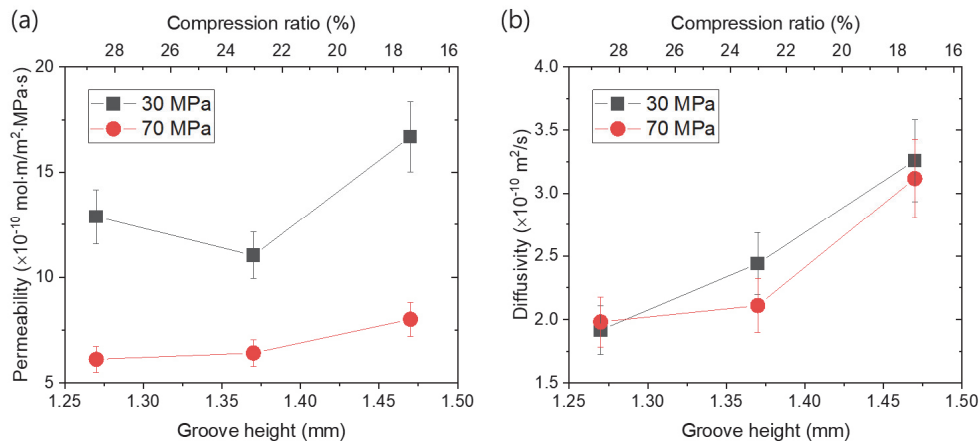 (a)
Compression ratio (%)
28 26 24 22 20 18 16
20
15
10
5
Permeability (×10⁻¹⁰ mol·m/m²·MPa·s)
30 MPa
70 MPa
1.25 1.30 1.35 1.40 1.45 1.50
Groove height (mm)
(b)
Compression ratio (%)
28 26 24 22 20 18 16
4.0
3.5
3.0
2.5
2.0
1.5
Diffusivity (×10⁻¹⁰ m²/s)
30 MPa
70 MPa
1.25 1.30 1.35 1.40 1.45 1.50
Groove height (mm)